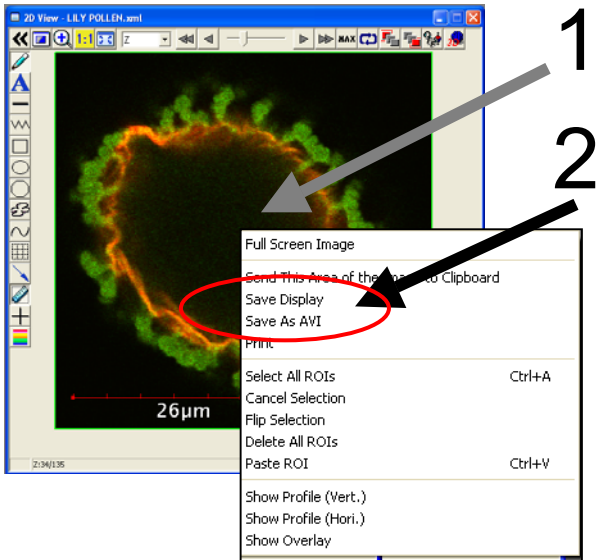 2D View - LILY POLLEN.xml
1
1:1
Z
MAX
2D
A
2
Full Screen Image
Send This Area of the Image to Clipboard
Save Display
Save As AVI
Print
Select All ROIs Ctrl+A
Cancel Selection
Flip Selection
Delete All ROIs
Paste ROI Ctrl+V
26µm
Z:34/135
Show Profile (Vert.)
Show Profile (Hori.)
Show Overlay